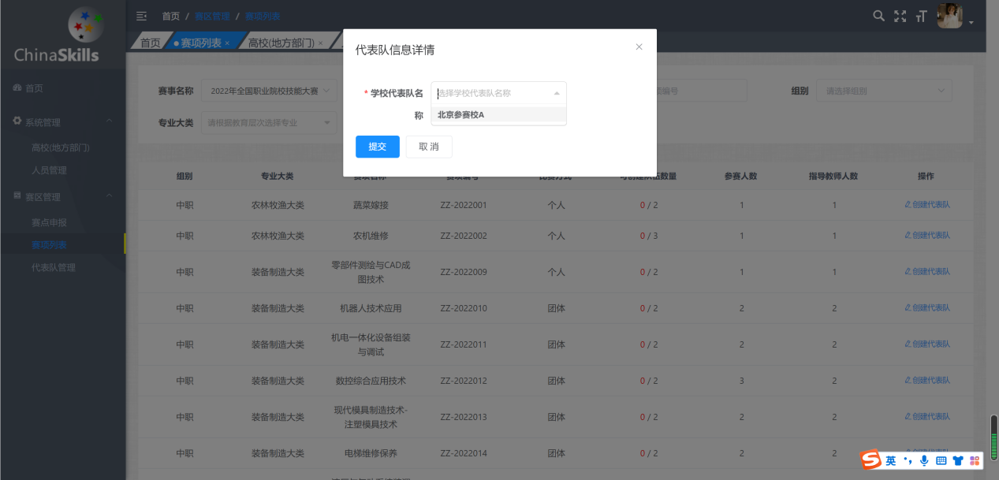 ChinaSkills
首页
系统管理
高校(地方部门)
人员管理
赛区管理
赛点申报
赛项列表
代表队管理
首页 / 赛区管理 / 赛项列表
首页
赛项列表 ×
高校(地方部门) ×
赛事名称 2022年全国职业院校技能大赛
编号
组别 请选择组别
专业大类 请根据教育层次选择专业
代表队信息详情
* 学校代表队名称
选择学校代表队名称
北京参赛校A
提交 取 消
组别 专业大类 赛项名称 赛项编号 比赛方式 可创建队伍数量 参赛人数 指导教师人数 操作
中职 农林牧渔大类 蔬菜嫁接 ZZ-2022001 个人 0 / 2 1 1 创建代表队
中职 农林牧渔大类 农机维修 ZZ-2022002 个人 0 / 3 1 1 创建代表队
中职 装备制造大类 零部件测绘与CAD成图技术 ZZ-2022009 个人 0 / 2 1 1 创建代表队
中职 装备制造大类 机器人技术应用 ZZ-2022010 团体 0 / 2 2 2 创建代表队
中职 装备制造大类 机电一体化设备组装与调试 ZZ-2022011 团体 0 / 2 2 2 创建代表队
中职 装备制造大类 数控综合应用技术 ZZ-2022012 团体 0 / 2 3 2 创建代表队
中职 装备制造大类 现代模具制造技术-注塑模具技术 ZZ-2022013 团体 0 / 2 2 2 创建代表队
中职 装备制造大类 电梯维修保养 ZZ-2022014 团体 0 / 2 2 2
英